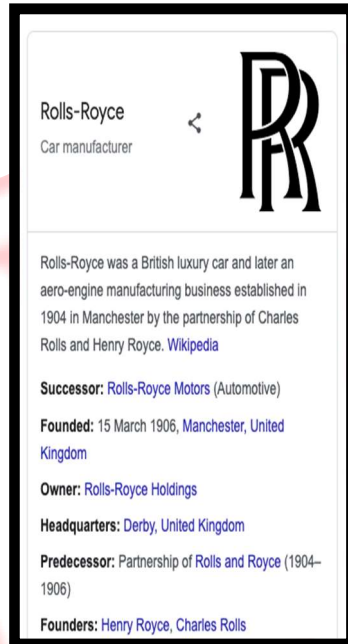 RR
Rolls-Royce
Car manufacturer
Rolls-Royce was a British luxury car and later an
aero-engine manufacturing business established in
1904 in Manchester by the partnership of Charles
Rolls and Henry Royce. Wikipedia
Successor: Rolls-Royce Motors (Automotive)
Founded: 15 March 1906, Manchester, United
Kingdom
Owner: Rolls-Royce Holdings
Headquarters: Derby, United Kingdom
Predecessor: Partnership of Rolls and Royce (1904–
1906)
Founders: Henry Royce, Charles Rolls